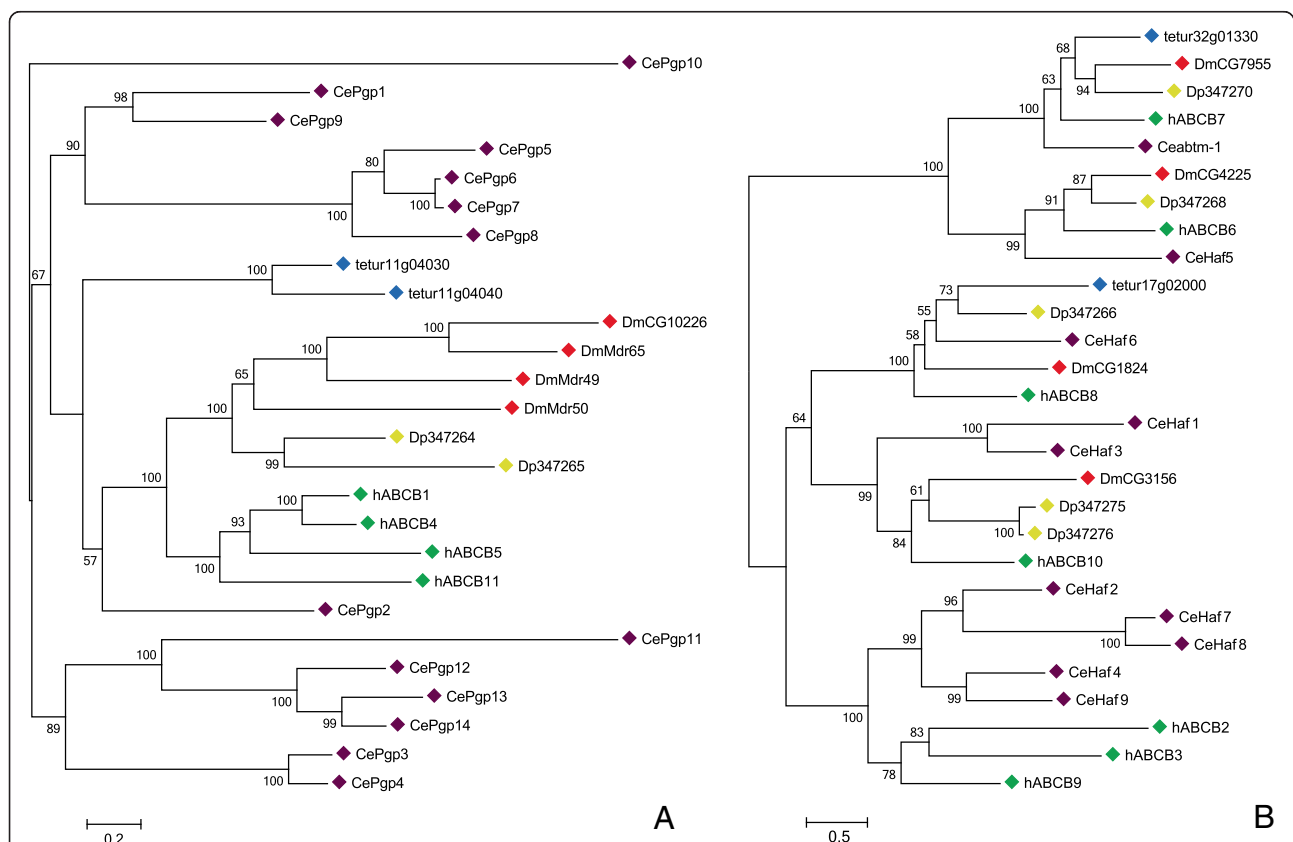 CePgp10
CePgp1
98
CePgp9
90
CePgp5
80
CePgp6
100
CePgp7
100
CePgp8
67
tetur11g04030
100
tetur11g04040
DmCG10226
100
DmMdr65
100
DmMdr49
65
DmMdr50
100
Dp347264
99
Dp347265
100
hABCB1
100
hABCB4
93
hABCB5
100
hABCB11
57
CePgp2
CePgp11
100
CePgp12
100
CePgp13
99
CePgp14
89
CePgp3
100
CePgp4
0.2
A
tetur32g01330
68
DmCG7955
63
94
Dp347270
100
hABCB7
Ceabtm-1
100
DmCG4225
87
Dp347268
91
hABCB6
99
CeHaf5
tetur17g02000
73
Dp347266
55
CeHaf6
58
DmCG1824
100
hABCB8
64
CeHaf1
100
CeHaf3
99
DmCG3156
61
Dp347275
100
Dp347276
84
hABCB10
CeHaf2
96
CeHaf7
100
CeHaf8
99
CeHaf4
99
CeHaf9
100
hABCB2
83
hABCB3
78
hABCB9
0.5
B